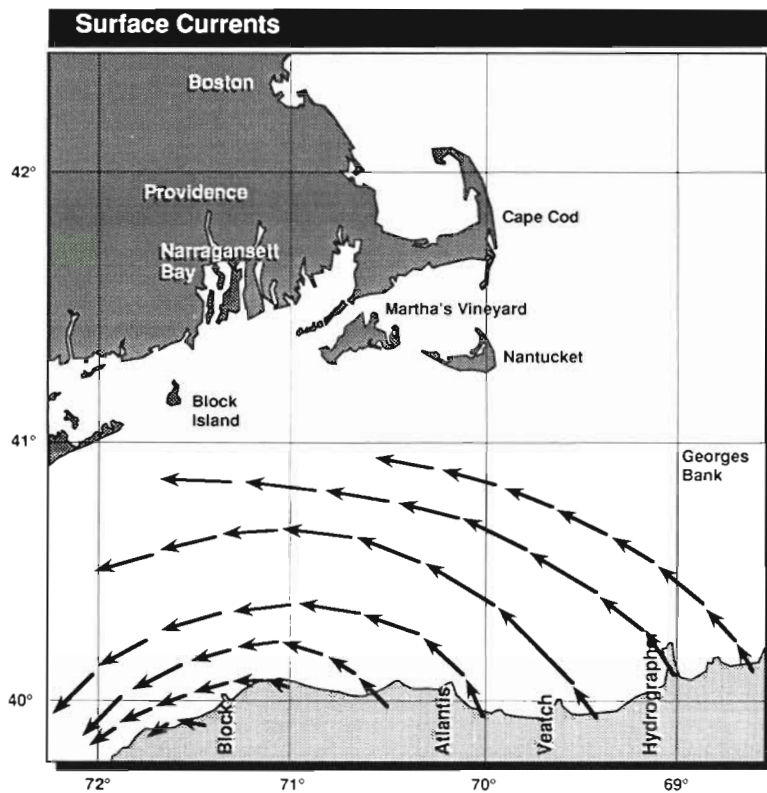 Surface Currents
Boston
42°
Providence
Cape Cod
Narragansett
Bay
Martha's Vineyard
Nantucket
Block
Island
41°
Georges
Bank
40°
Block
Atlantis
Veatch
Hydrographer
72°
71°
70°
69°